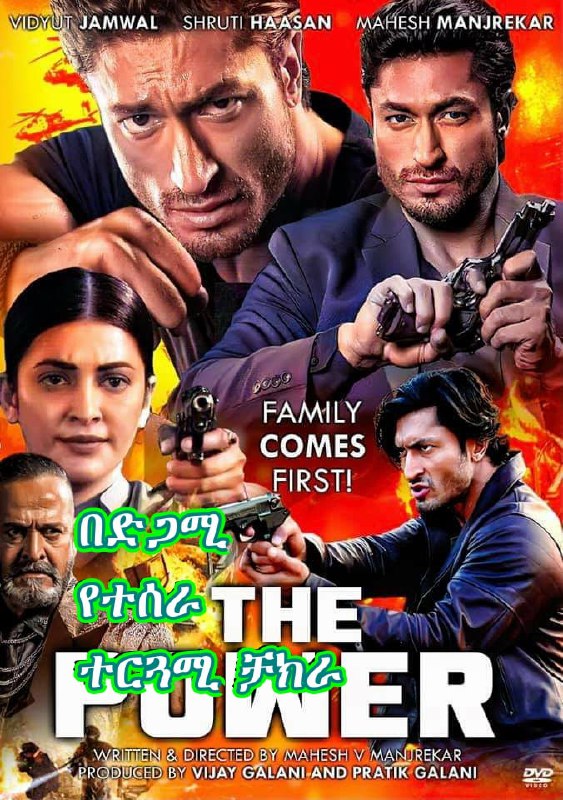 VIDYUT JAMWAL SHRUTI HAASAN MAHESH MANJREKAR
FAMILY
COMES
FIRST!
በድጋሚ
የተሰራ
THE
ተርጓሚ ቻክራ
POWER
WRITTEN & DIRECTED BY MAHESH V MANJREKAR
PRODUCED BY VIJAY GALANI AND PRATIK GALANI
DVD
VIDEO